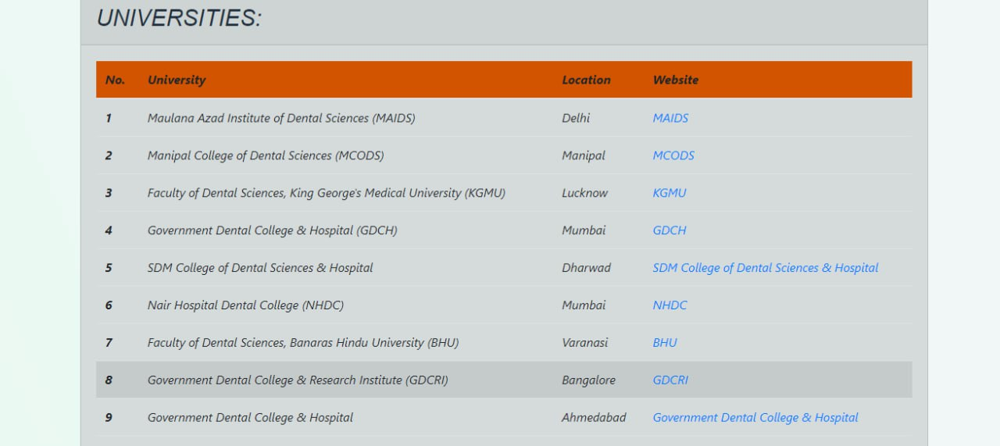 UNIVERSITIES:
No. University Location Website
1 Maulana Azad Institute of Dental Sciences (MAIDS) Delhi MAIDS
2 Manipal College of Dental Sciences (MCODS) Manipal MCODS
3 Faculty of Dental Sciences, King George's Medical University (KGMU) Lucknow KGMU
4 Government Dental College & Hospital (GDCH) Mumbai GDCH
5 SDM College of Dental Sciences & Hospital Dharwad SDM College of Dental Sciences & Hospital
6 Nair Hospital Dental College (NHDC) Mumbai NHDC
7 Faculty of Dental Sciences, Banaras Hindu University (BHU) Varanasi BHU
8 Government Dental College & Research Institute (GDCRI) Bangalore GDCRI
9 Government Dental College & Hospital Ahmedabad Government Dental College & Hospital